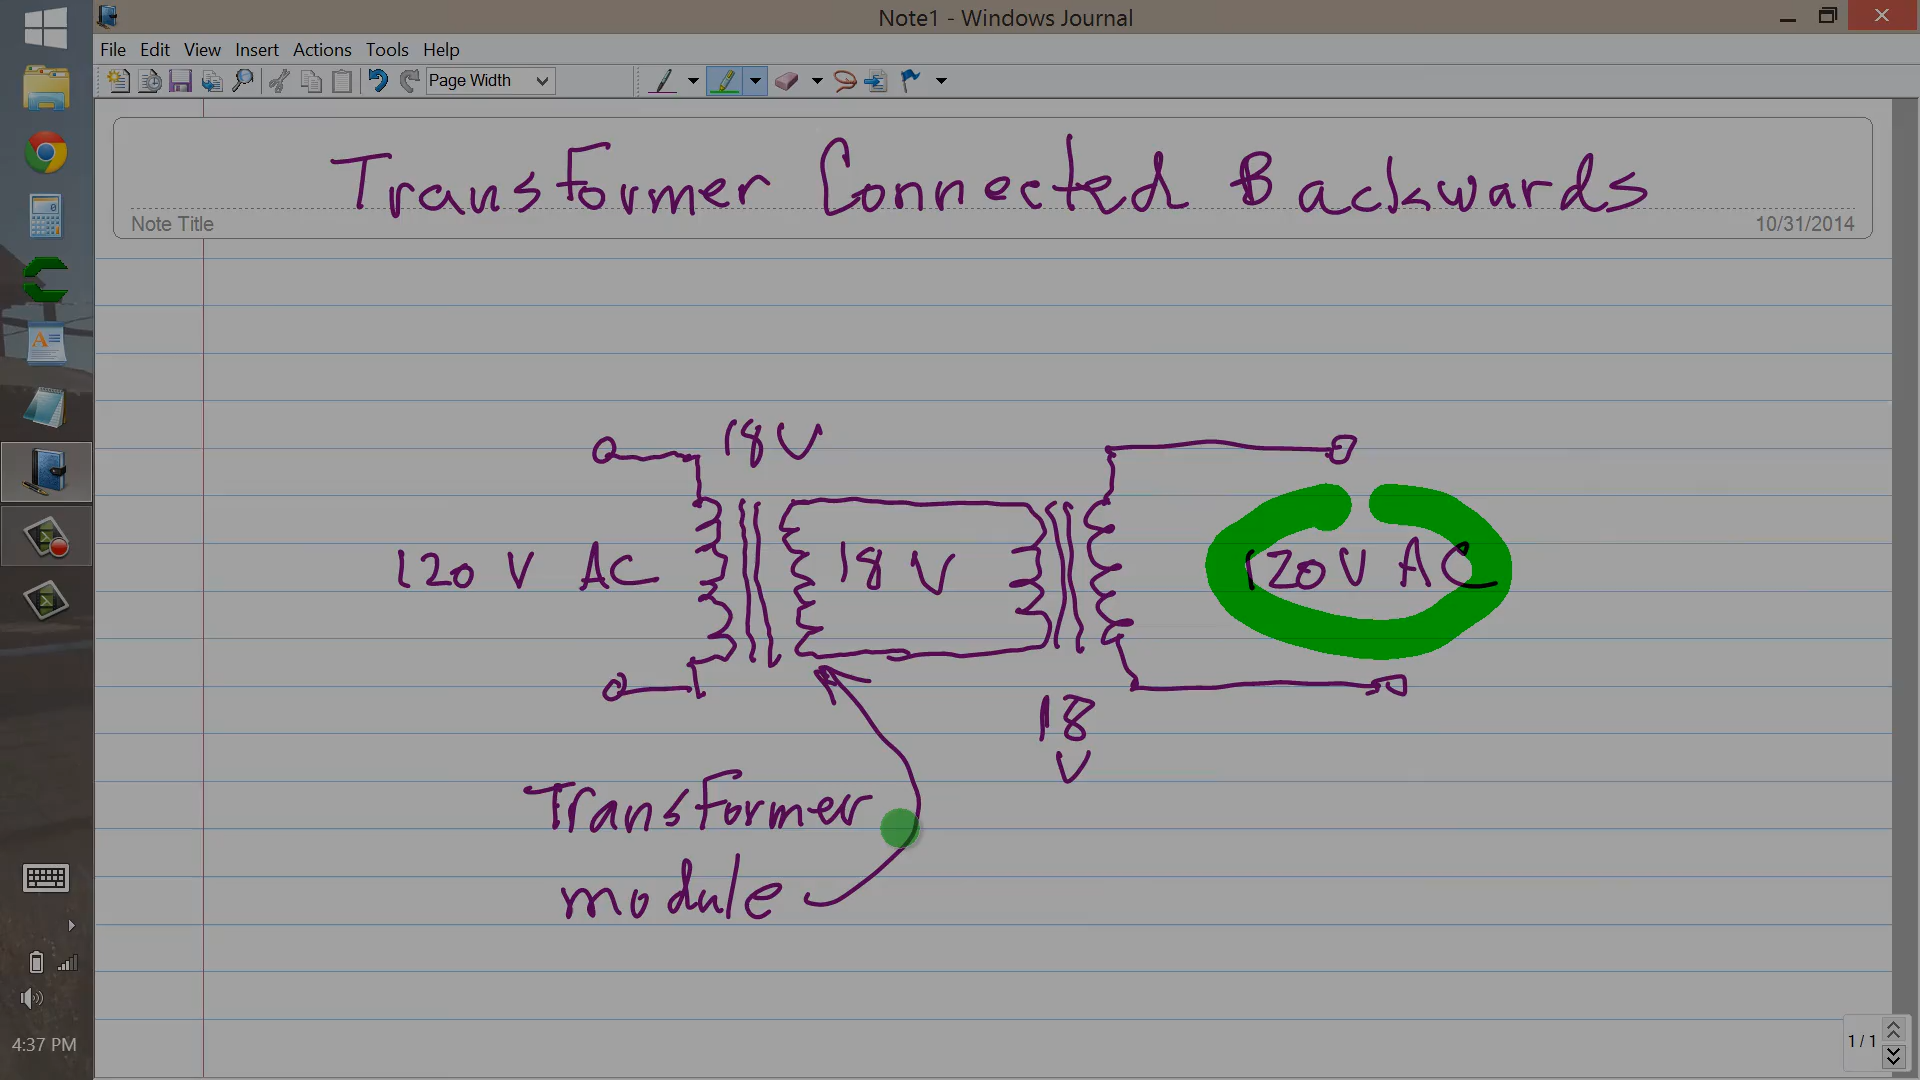 Note1 - Windows Journal
File Edit View Insert Actions Tools Help
Page Width
Transformer Connected Backwards
Note Title
10/31/2014
18V
120 V AC
18 V
120V AC
18
V
Transformer
module
4:37 PM
1 / 1